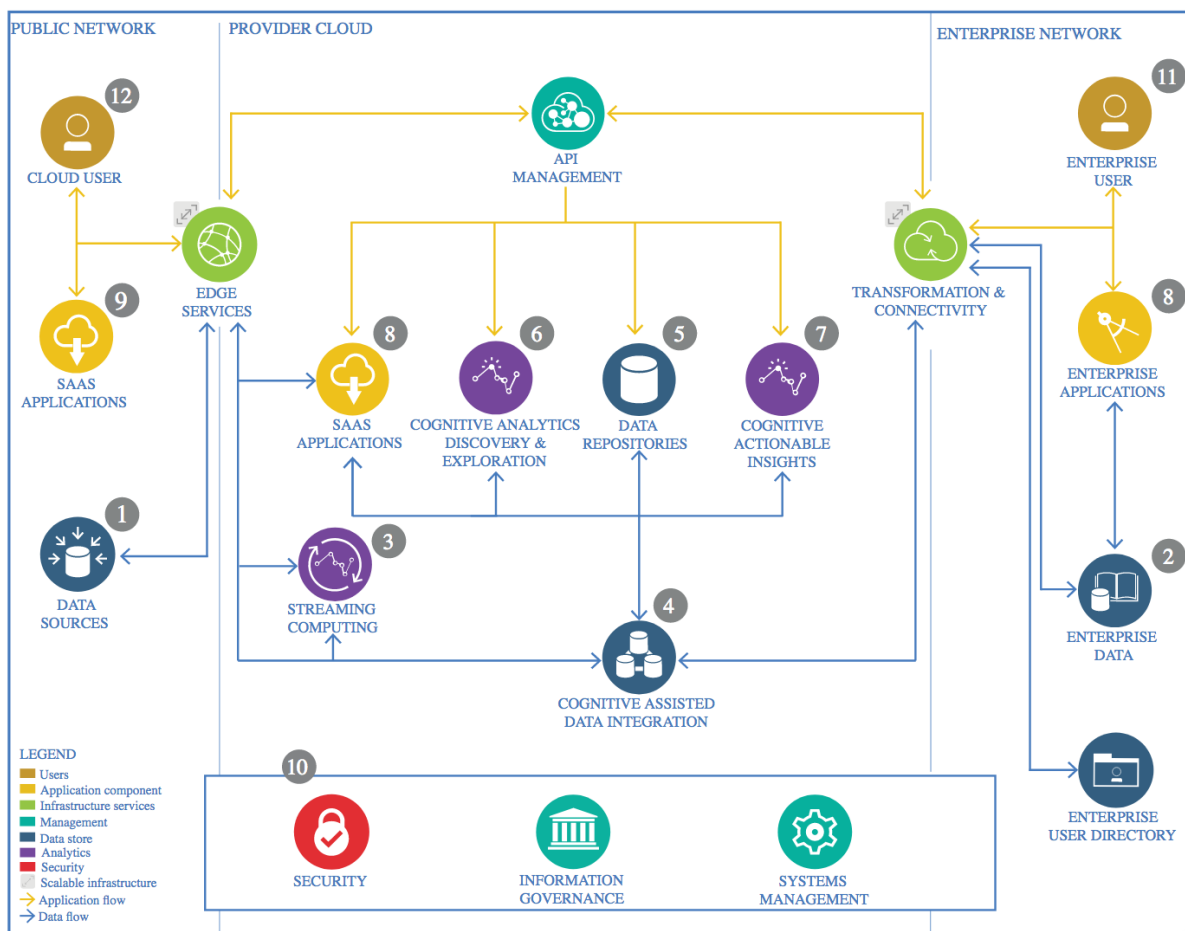 PUBLIC NETWORK
PROVIDER CLOUD
ENTERPRISE NETWORK
12
CLOUD USER
API
MANAGEMENT
11
ENTERPRISE
USER
EDGE
SERVICES
TRANSFORMATION &
CONNECTIVITY
9
SAAS
APPLICATIONS
8
SAAS
APPLICATIONS
6
COGNITIVE ANALYTICS
DISCOVERY &
EXPLORATION
5
DATA
REPOSITORIES
7
COGNITIVE
ACTIONABLE
INSIGHTS
8
ENTERPRISE
APPLICATIONS
1
DATA
SOURCES
3
STREAMING
COMPUTING
4
COGNITIVE ASSISTED
DATA INTEGRATION
2
ENTERPRISE
DATA
ENTERPRISE
USER DIRECTORY
LEGEND
Users
Application component
Infrastructure services
Management
Data store
Analytics
Security
Scalable infrastructure
Application flow
Data flow
10
SECURITY
INFORMATION
GOVERNANCE
SYSTEMS
MANAGEMENT